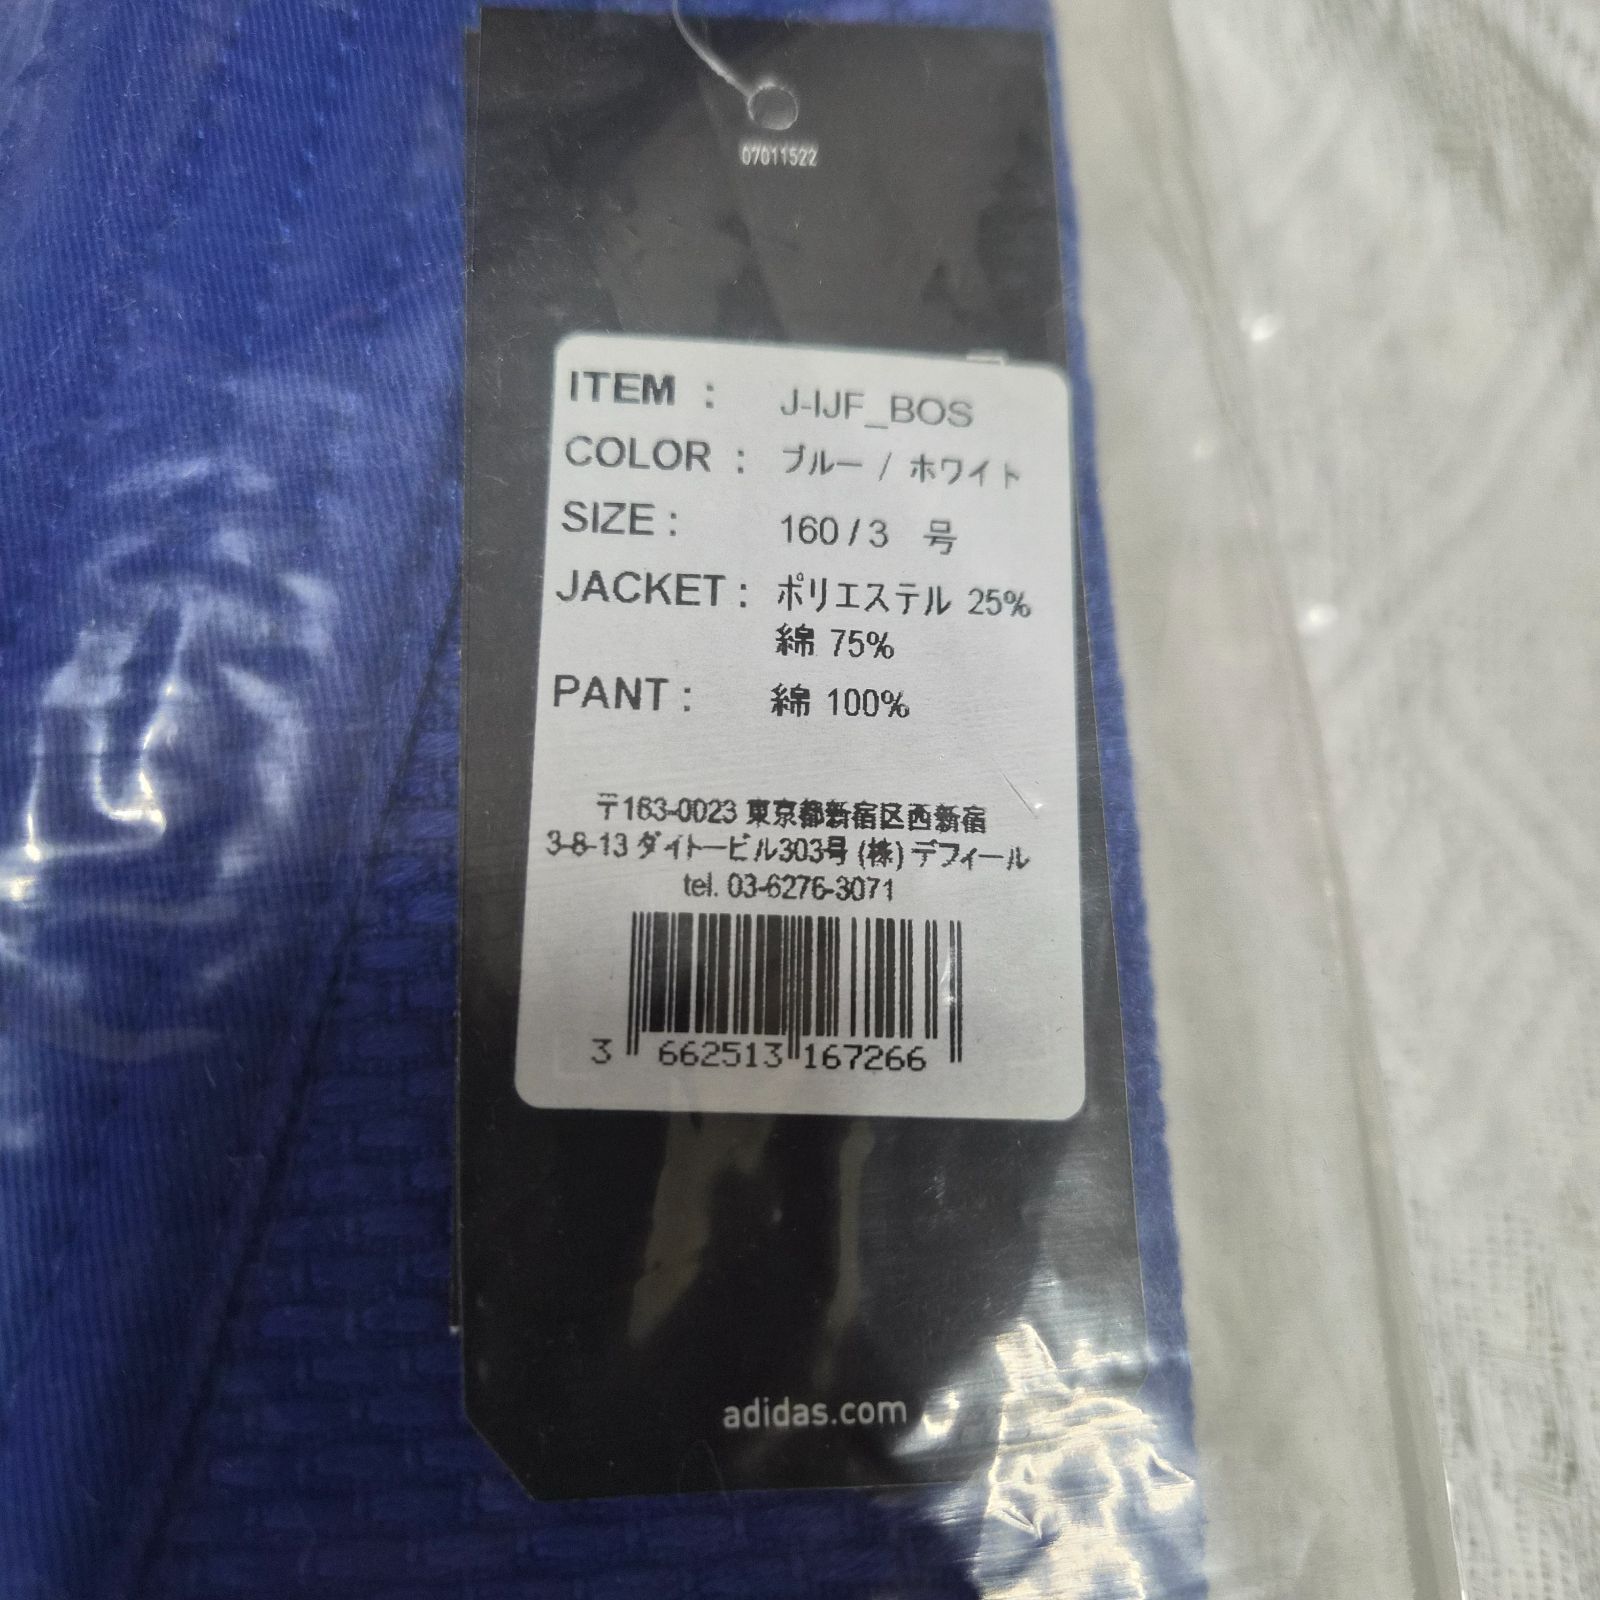 07011522
ITEM : J-IJF_BOS
COLOR : ブルー / ホワイト
SIZE : 160 / 3 号
JACKET : ポリエステル 25%
綿 75%
PANT : 綿 100%
〒163-0023 東京都新宿区西新宿
3-8-13 ダイトービル303号 (株) デフィール
tel. 03-6276-3071
3 662513 167266
adidas.com